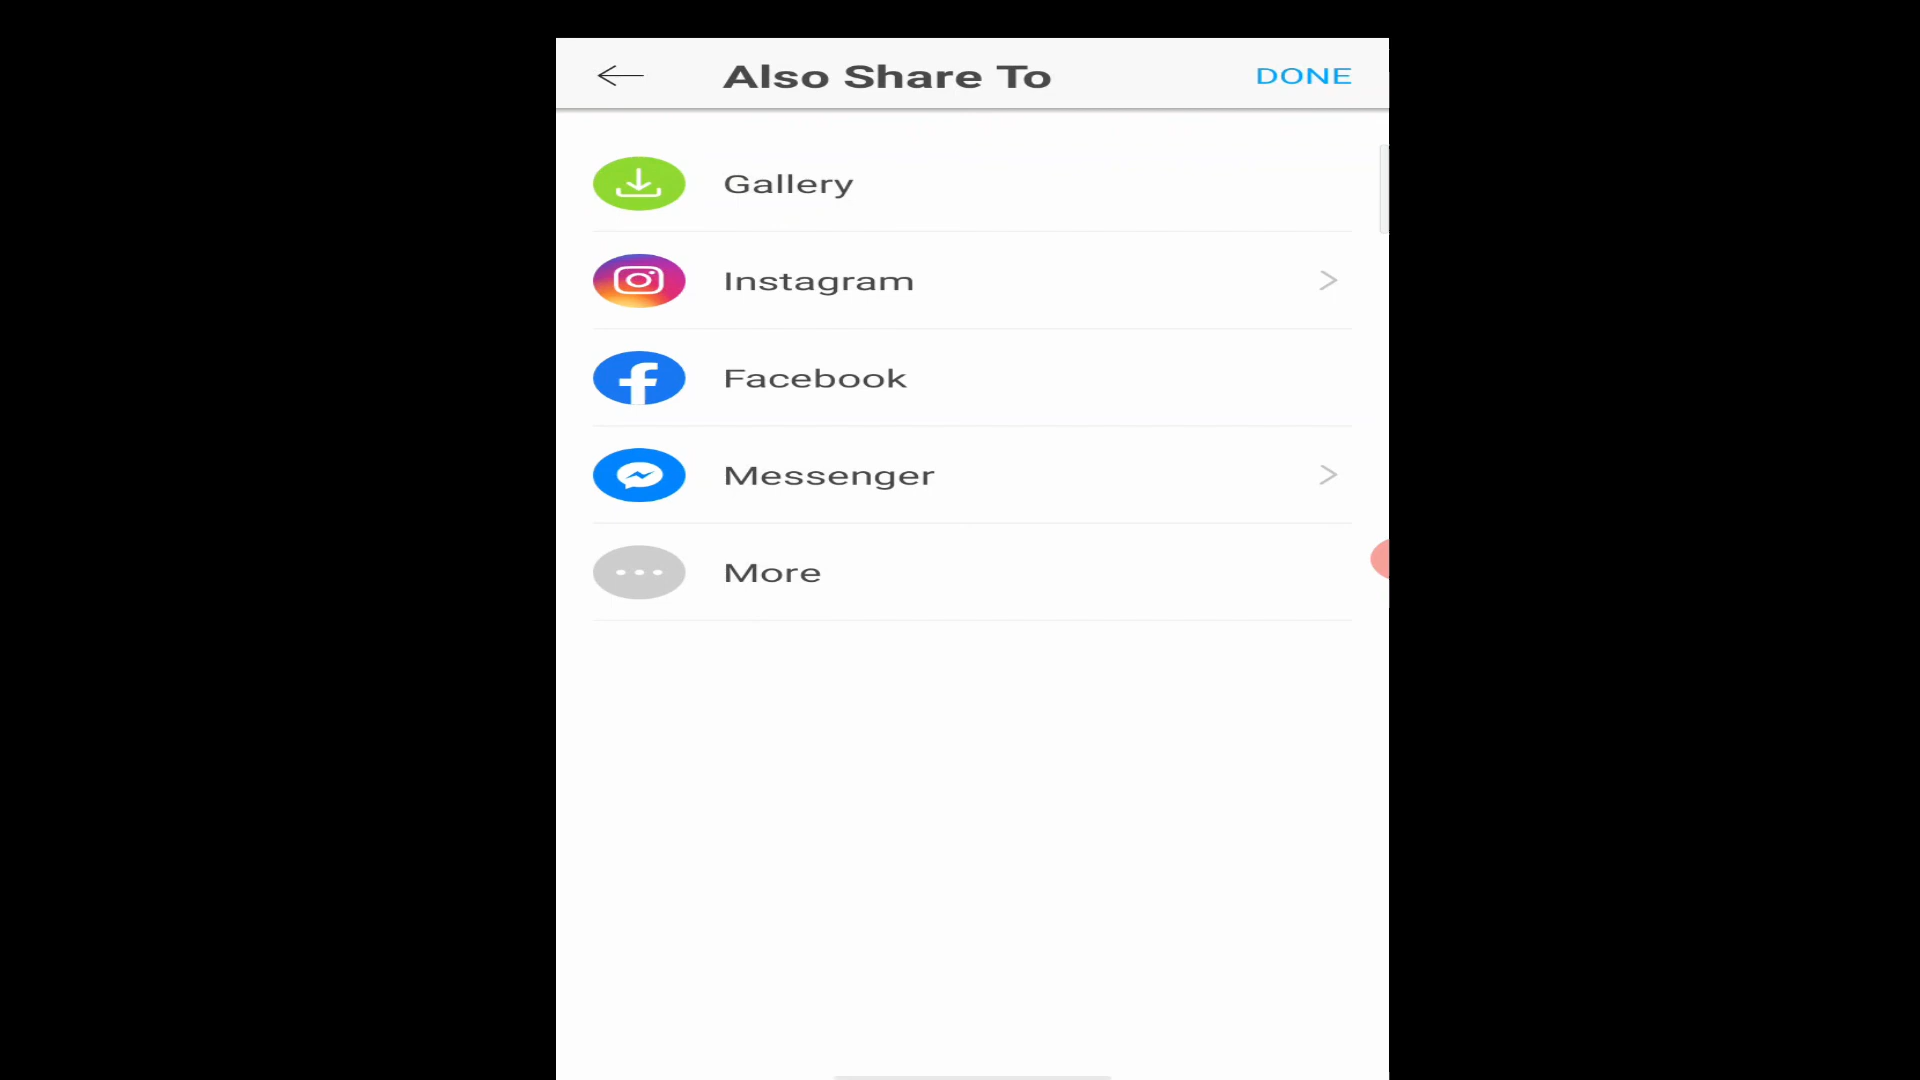 Also Share To
DONE
Gallery
Instagram
Facebook
Messenger
More